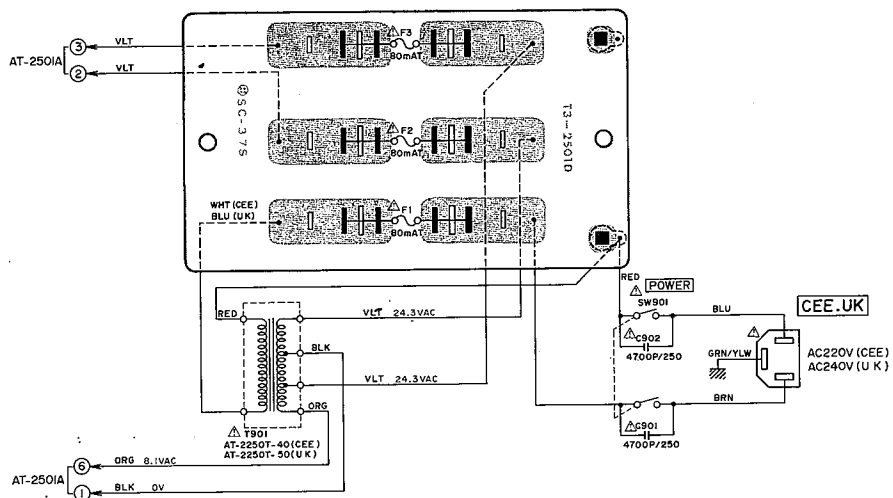 ③ VLT
AT-2501A
② VLT
⚠F3
80mAT
SC-37S
T3-2501D
⚠F2
80mAT
WHT (CEE)
BLU (UK)
⚠F1
80mAT
RED
⚠ POWER
SW901
BLU
CEE.UK
RED
VLT 24.3VAC
BLK
⚠C902
4700P/250
GRN/YLW
⚠
AC220V (CEE)
AC240V (UK)
VLT 24.3VAC
BRN
ORG
⚠ T901
AT-2250T-40(CEE)
AT-2250T-50(UK)
⚠C901
4700P/250
⑥ ORG 8.1VAC
AT-2501A
① BLK 0V